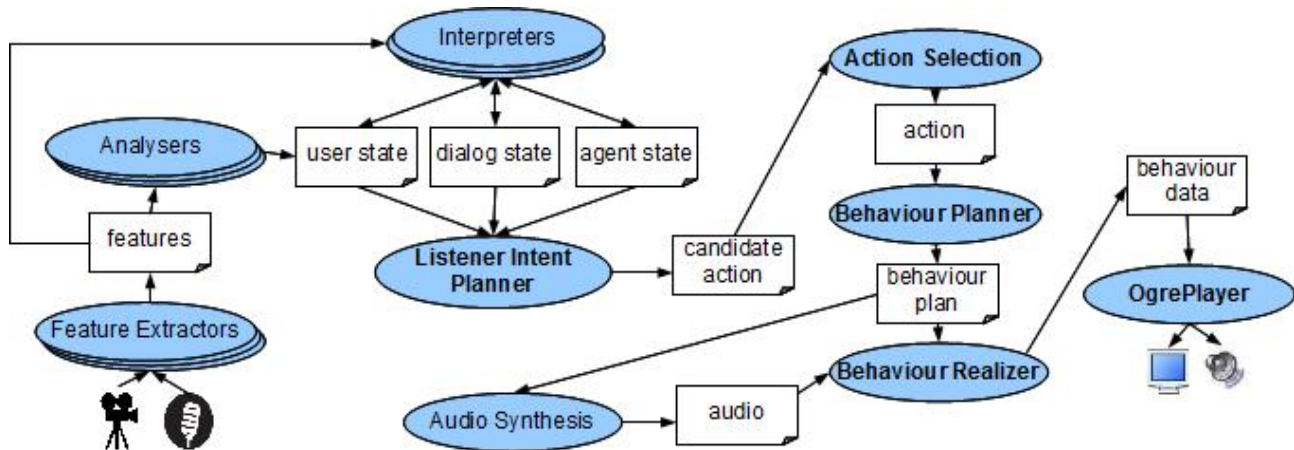 Interpreters
Action Selection
Analysers
user state
dialog state
agent state
action
behaviour
data
features
Behaviour Planner
Listener Intent
Planner
candidate
action
behaviour
plan
OgrePlayer
Feature Extractors
Behaviour Realizer
Audio Synthesis
audio